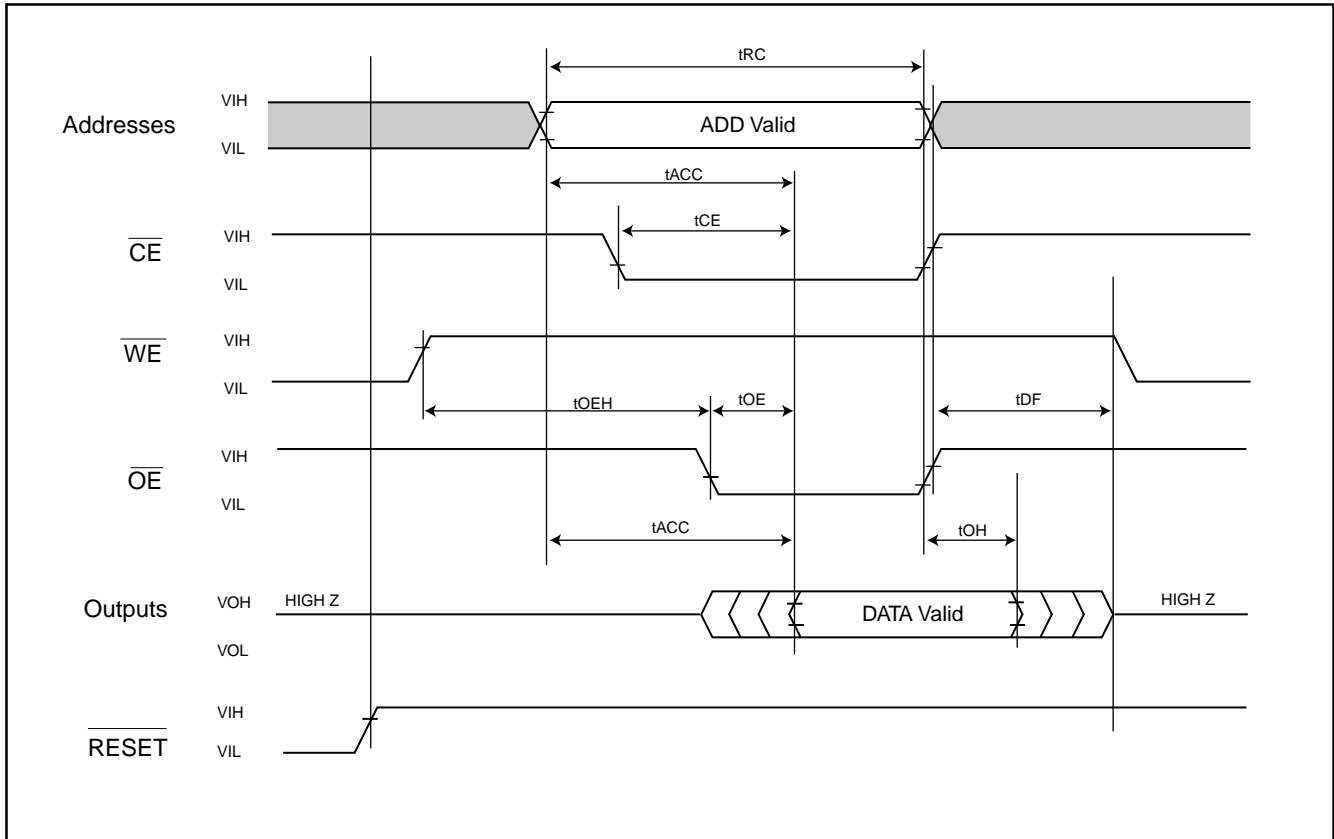 tRC
VIH
Addresses
ADD Valid
VIL
tACC
tCE
VIH
CE
VIL
VIH
WE
VIL
tOEH
tOE
tDF
VIH
OE
VIL
tACC
tOH
Outputs
VOH
HIGH Z
DATA Valid
HIGH Z
VOL
VIH
RESET
VIL